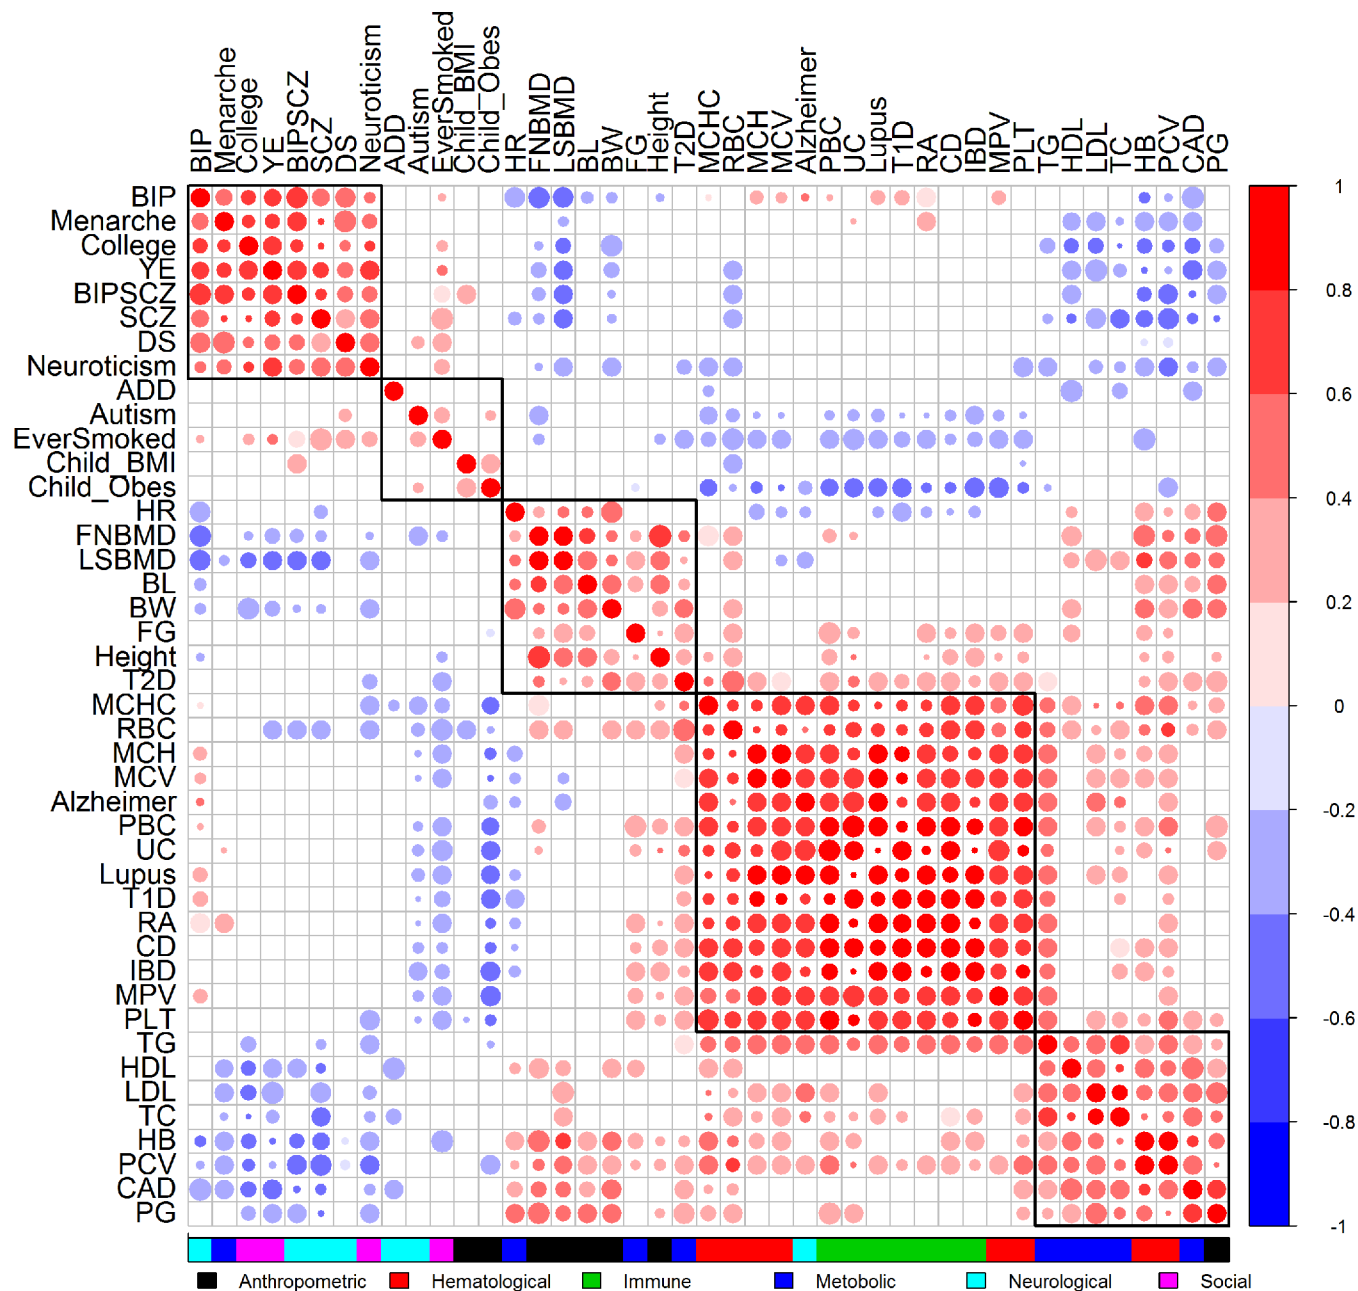 BIP Menarche College YE BIPSCZ SCZ DS Neuroticism ADD Autism EverSmoked Child_BMI Child_Obes HR FNBMD LSBMD BL BW FG Height T2D MCHC RBC MCH MCV Alzheimer PBC UC Lupus T1D RA CD IBD MPV PLT TG HDL LDL TC HB PCV CAD PG
BIP
Menarche
College
YE
BIPSCZ
SCZ
DS
Neuroticism
ADD
Autism
EverSmoked
Child_BMI
Child_Obes
HR
FNBMD
LSBMD
BL
BW
FG
Height
T2D
MCHC
RBC
MCH
MCV
Alzheimer
PBC
UC
Lupus
T1D
RA
CD
IBD
MPV
PLT
TG
HDL
LDL
TC
HB
PCV
CAD
PG
1
0.8
0.6
0.4
0.2
0
-0.2
-0.4
-0.6
-0.8
-1
Anthropometric Hematological Immune Metobolic Neurological Social